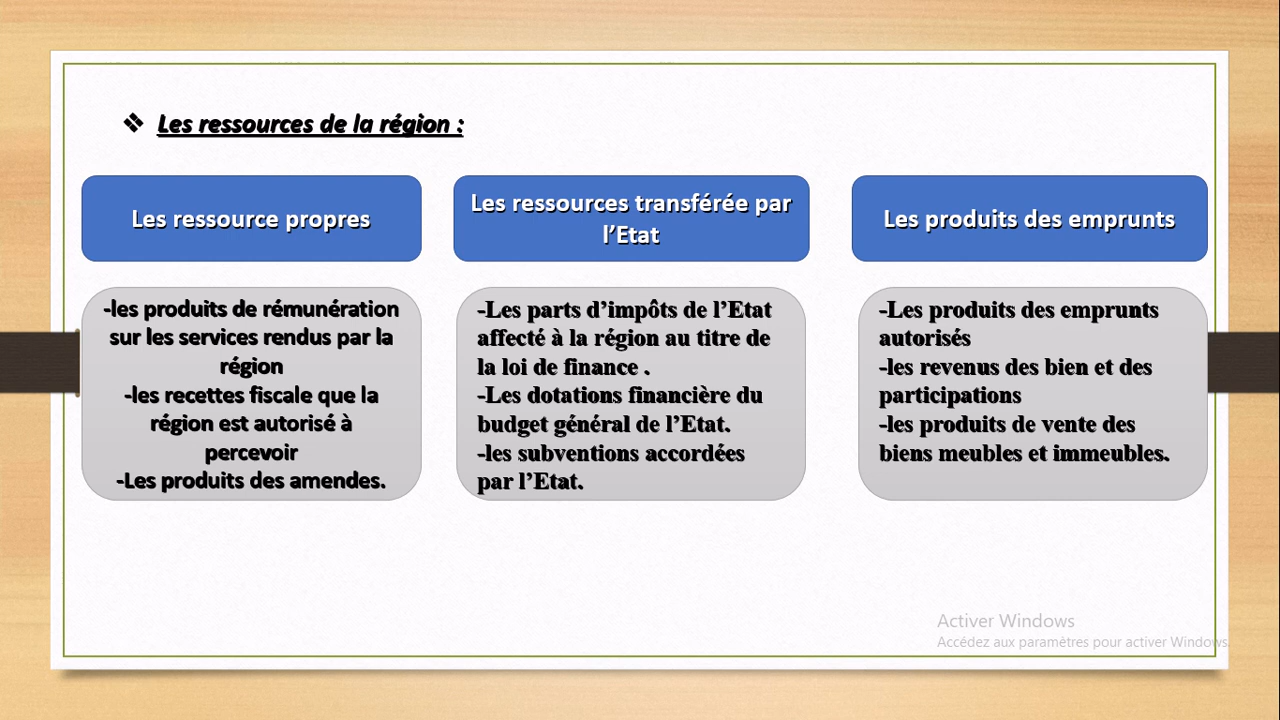 ❖ Les ressources de la région :
Les ressource propres
-les produits de rémunération
sur les services rendus par la
région
-les recettes fiscale que la
région est autorisé à
percevoir
-Les produits des amendes.
Les ressources transférée par
l’Etat
-Les parts d’impôts de l’Etat
affecté à la région au titre de
la loi de finance .
-Les dotations financière du
budget général de l’Etat.
-les subventions accordées
par l’Etat.
Les produits des emprunts
-Les produits des emprunts
autorisés
-les revenus des bien et des
participations
-les produits de vente des
biens meubles et immeubles.
Activer Windows
Accédez aux paramètres pour activer Windows.